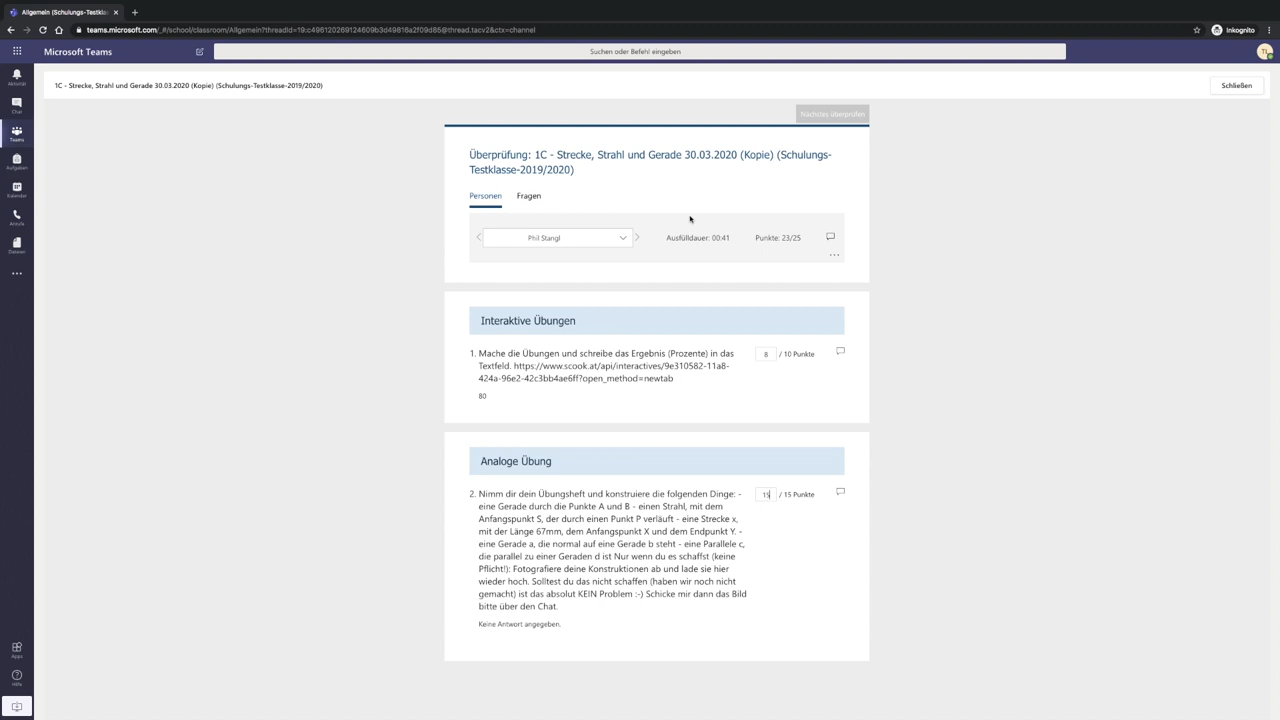 Allgemein (Schulungs-Testklas
teams.microsoft.com/_#/school/classroom/Allgemein?threadId=19:c496120269124609b3d49816a2f09d85@thread.tacv2&ctx=channel
Inkognito
Microsoft Teams
Suchen oder Befehl eingeben
Aktivität
Chat
Teams
Aufgaben
Kalender
Anrufe
Dateien
Apps
Hilfe
1C - Strecke, Strahl und Gerade 30.03.2020 (Kopie) (Schulungs-Testklasse-2019/2020)
Schließen
Nächstes überprüfen
Überprüfung: 1C - Strecke, Strahl und Gerade 30.03.2020 (Kopie) (Schulungs-
Testklasse-2019/2020)
Personen Fragen
Phil Stangl Ausfülldauer: 00:41 Punkte: 23/25
Interaktive Übungen
1. Mache die Übungen und schreibe das Ergebnis (Prozente) in das 8 / 10 Punkte
Textfeld. https://www.scook.at/api/interactives/9e310582-11a8-
424a-96e2-42c3bb4ae6ff?open_method=newtab
80
Analoge Übung
2. Nimm dir dein Übungsheft und konstruiere die folgenden Dinge: - 15 / 15 Punkte
eine Gerade durch die Punkte A und B - einen Strahl, mit dem
Anfangspunkt S, der durch einen Punkt P verläuft - eine Strecke x,
mit der Länge 67mm, dem Anfangspunkt X und dem Endpunkt Y. -
eine Gerade a, die normal auf eine Gerade b steht - eine Parallele c,
die parallel zu einer Geraden d ist Nur wenn du es schaffst (keine
Pflicht!): Fotografiere deine Konstruktionen ab und lade sie hier
wieder hoch. Solltest du das nicht schaffen (haben wir noch nicht
gemacht) ist das absolut KEIN Problem :-) Schicke mir dann das Bild
bitte über den Chat.
Keine Antwort angegeben.